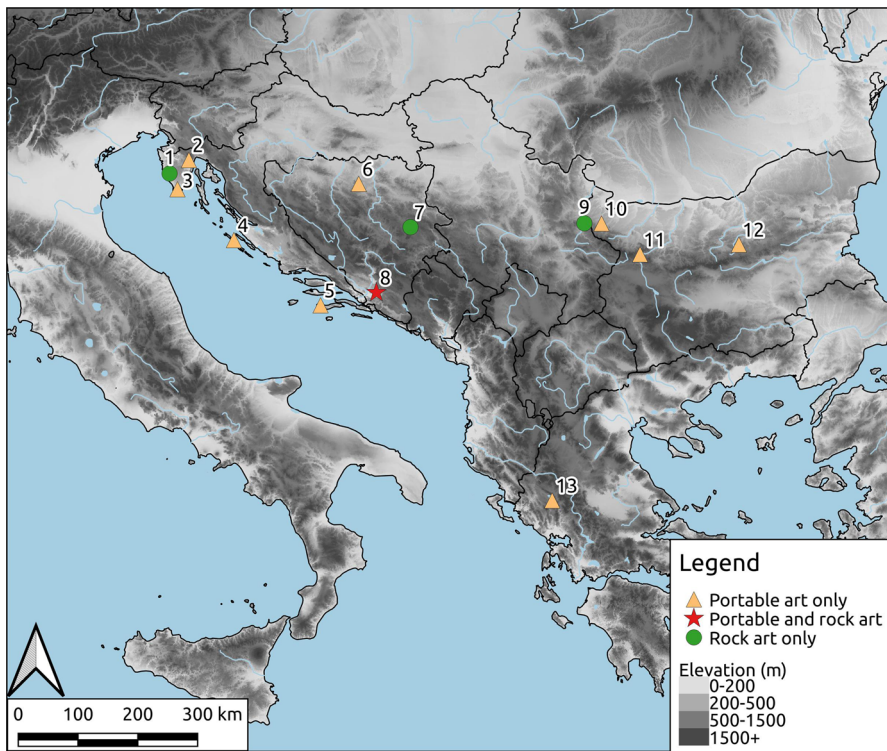 2
1
3
6
4
7
9
10
11
12
8
5
13
Legend
Portable art only
Portable and rock art
Rock art only
Elevation (m)
0-200
200-500
500-1500
1500+
0 100 200 300 km